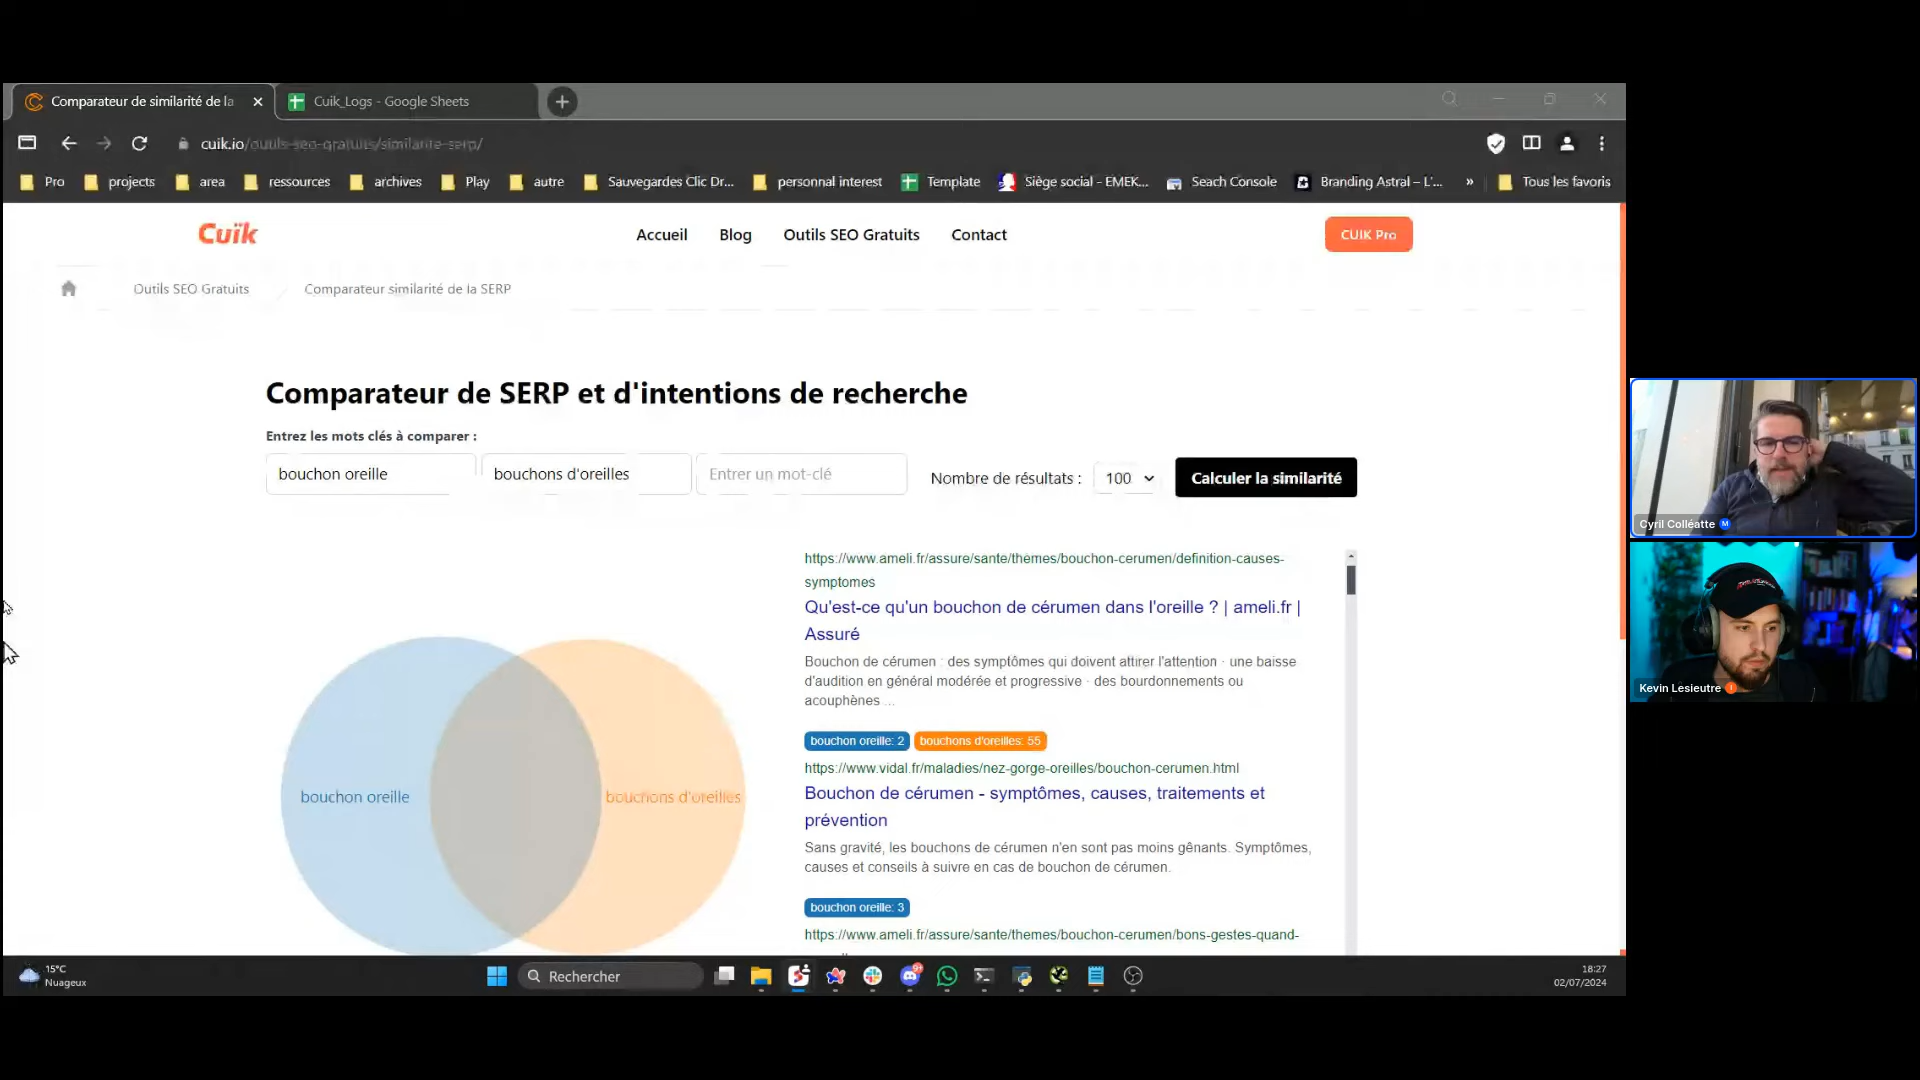 Comparateur de similarité de la
Cuik_Logs - Google Sheets
cuik.io/outils-seo-gratuits/similarite-serp/
Pro
projects
area
ressources
archives
Play
autre
Sauvegardes Clic Dr...
personnal interest
Template
Siège social - EMEK...
Seach Console
Branding Astral – L'...
»
Tous les favoris
Cuïk
Accueil
Blog
Outils SEO Gratuits
Contact
CUIK Pro
Outils SEO Gratuits
Comparateur similarité de la SERP
Comparateur de SERP et d'intentions de recherche
Entrez les mots clés à comparer :
bouchon oreille
bouchons d'oreilles
Entrer un mot-clé
Nombre de résultats :
100
Calculer la similarité
https://www.ameli.fr/assure/sante/themes/bouchon-cerumen/definition-causes-
symptomes
Qu'est-ce qu'un bouchon de cérumen dans l'oreille ? | ameli.fr |
Assuré
Bouchon de cérumen : des symptômes qui doivent attirer l'attention · une baisse
d'audition en général modérée et progressive · des bourdonnements ou
acouphènes ...
bouchon oreille: 2
bouchons d'oreilles: 55
https://www.vidal.fr/maladies/nez-gorge-oreilles/bouchon-cerumen.html
Bouchon de cérumen - symptômes, causes, traitements et
prévention
Sans gravité, les bouchons de cérumen n'en sont pas moins gênants. Symptômes,
causes et conseils à suivre en cas de bouchon de cérumen.
bouchon oreille: 3
https://www.ameli.fr/assure/sante/themes/bouchon-cerumen/bons-gestes-quand-
bouchon oreille
bouchons d'oreilles
Cyril Colléatte
Kevin Lesieutre
15°C
Nuageux
Rechercher
18:27
02/07/2024